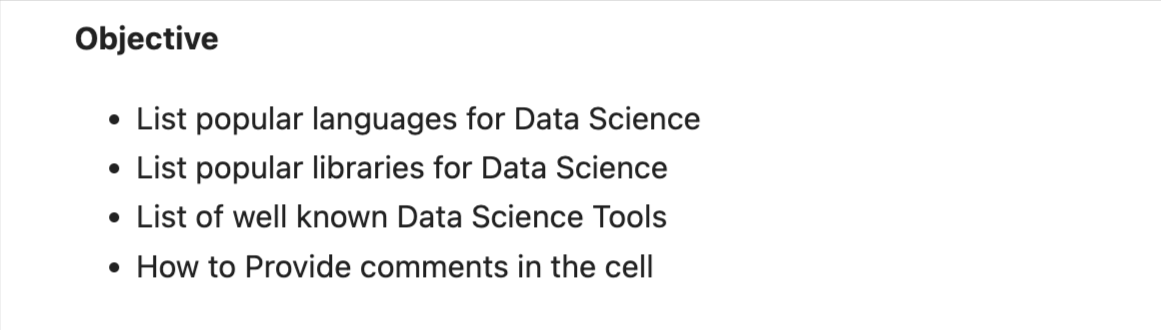 Objective
• List popular languages for Data Science
• List popular libraries for Data Science
• List of well known Data Science Tools
• How to Provide comments in the cell